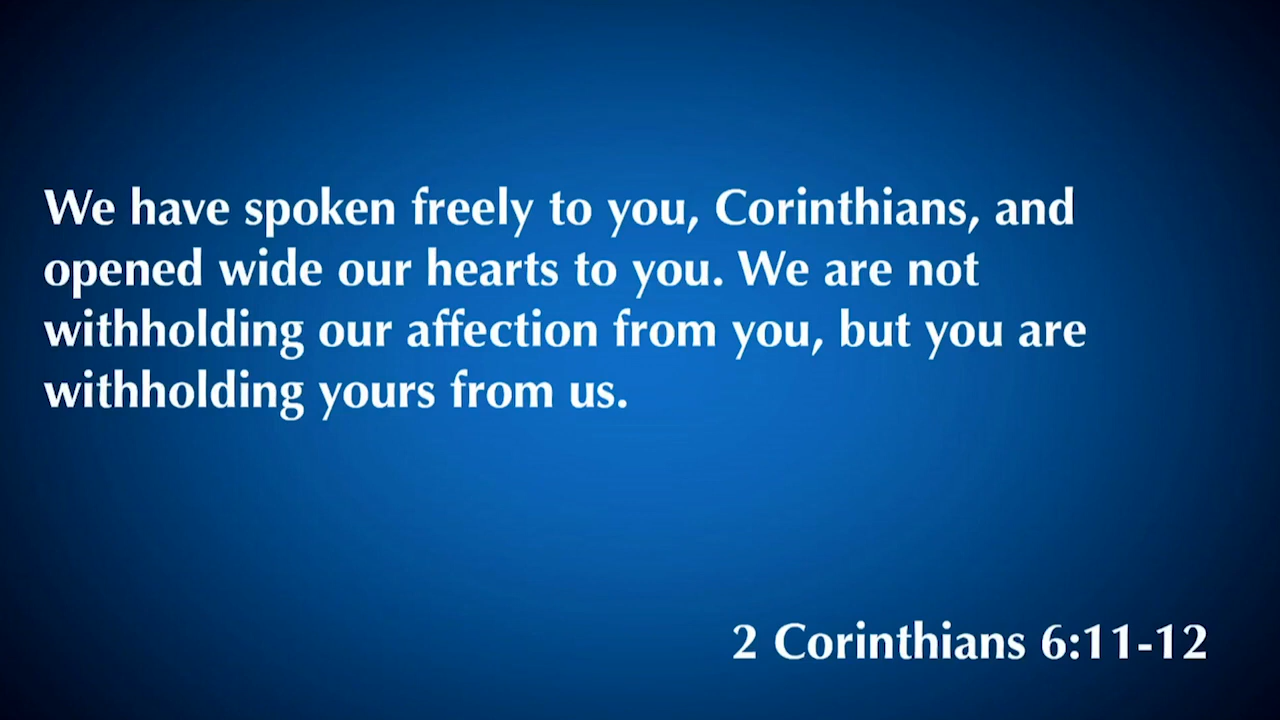 We have spoken freely to you, Corinthians, and
opened wide our hearts to you. We are not
withholding our affection from you, but you are
withholding yours from us.
2 Corinthians 6:11-12